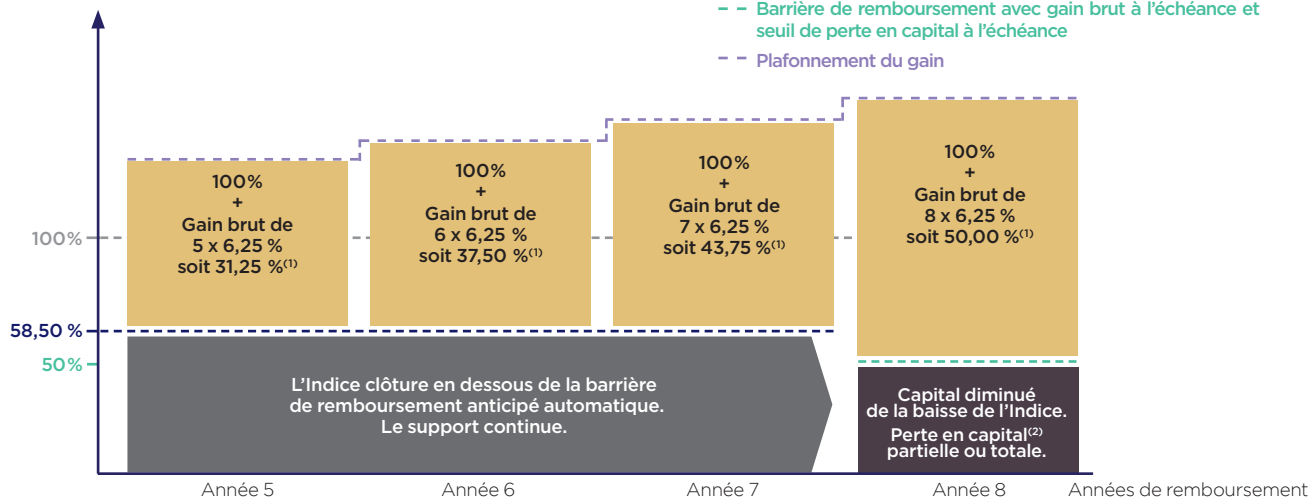 – – Barrière de remboursement avec gain brut à l’échéance et
seuil de perte en capital à l’échéance
– – Plafonnement du gain
100%
+
Gain brut de
5 x 6,25 %
soit 31,25 %(1)
100%
+
Gain brut de
6 x 6,25 %
soit 37,50 %(1)
100%
+
Gain brut de
7 x 6,25 %
soit 43,75 %(1)
100%
+
Gain brut de
8 x 6,25 %
soit 50,00 %(1)
100%
58,50 %
50%
L’Indice clôture en dessous de la barrière
de remboursement anticipé automatique.
Le support continue.
Capital diminué
de la baisse de l’Indice.
Perte en capital(2)
partielle ou totale.
Année 5
Année 6
Année 7
Année 8
Années de remboursement